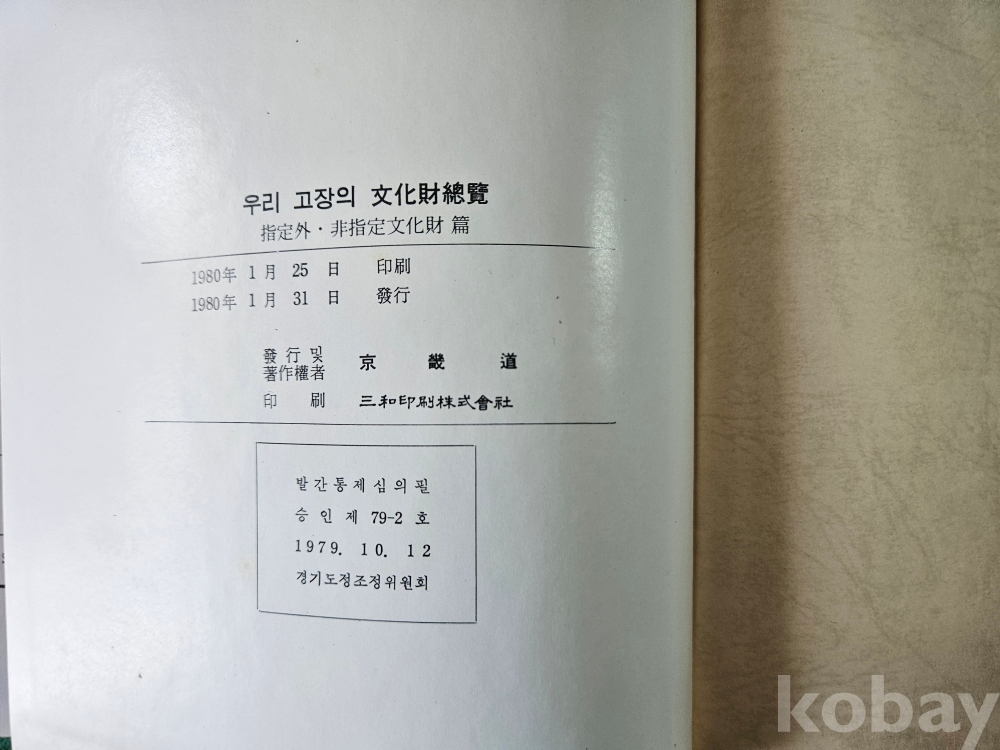 우리 고장의 文化財總覽
指定外·非指定文化財 篇
1980年 1月 25 日 印刷
1980年 1月 31 日 發行
發行 및
著作權者 京畿道
印刷 三和印刷株式會社
발간통제심의필
승인제 79-2 호
1979. 10. 12
경기도정조정위원회
kobay